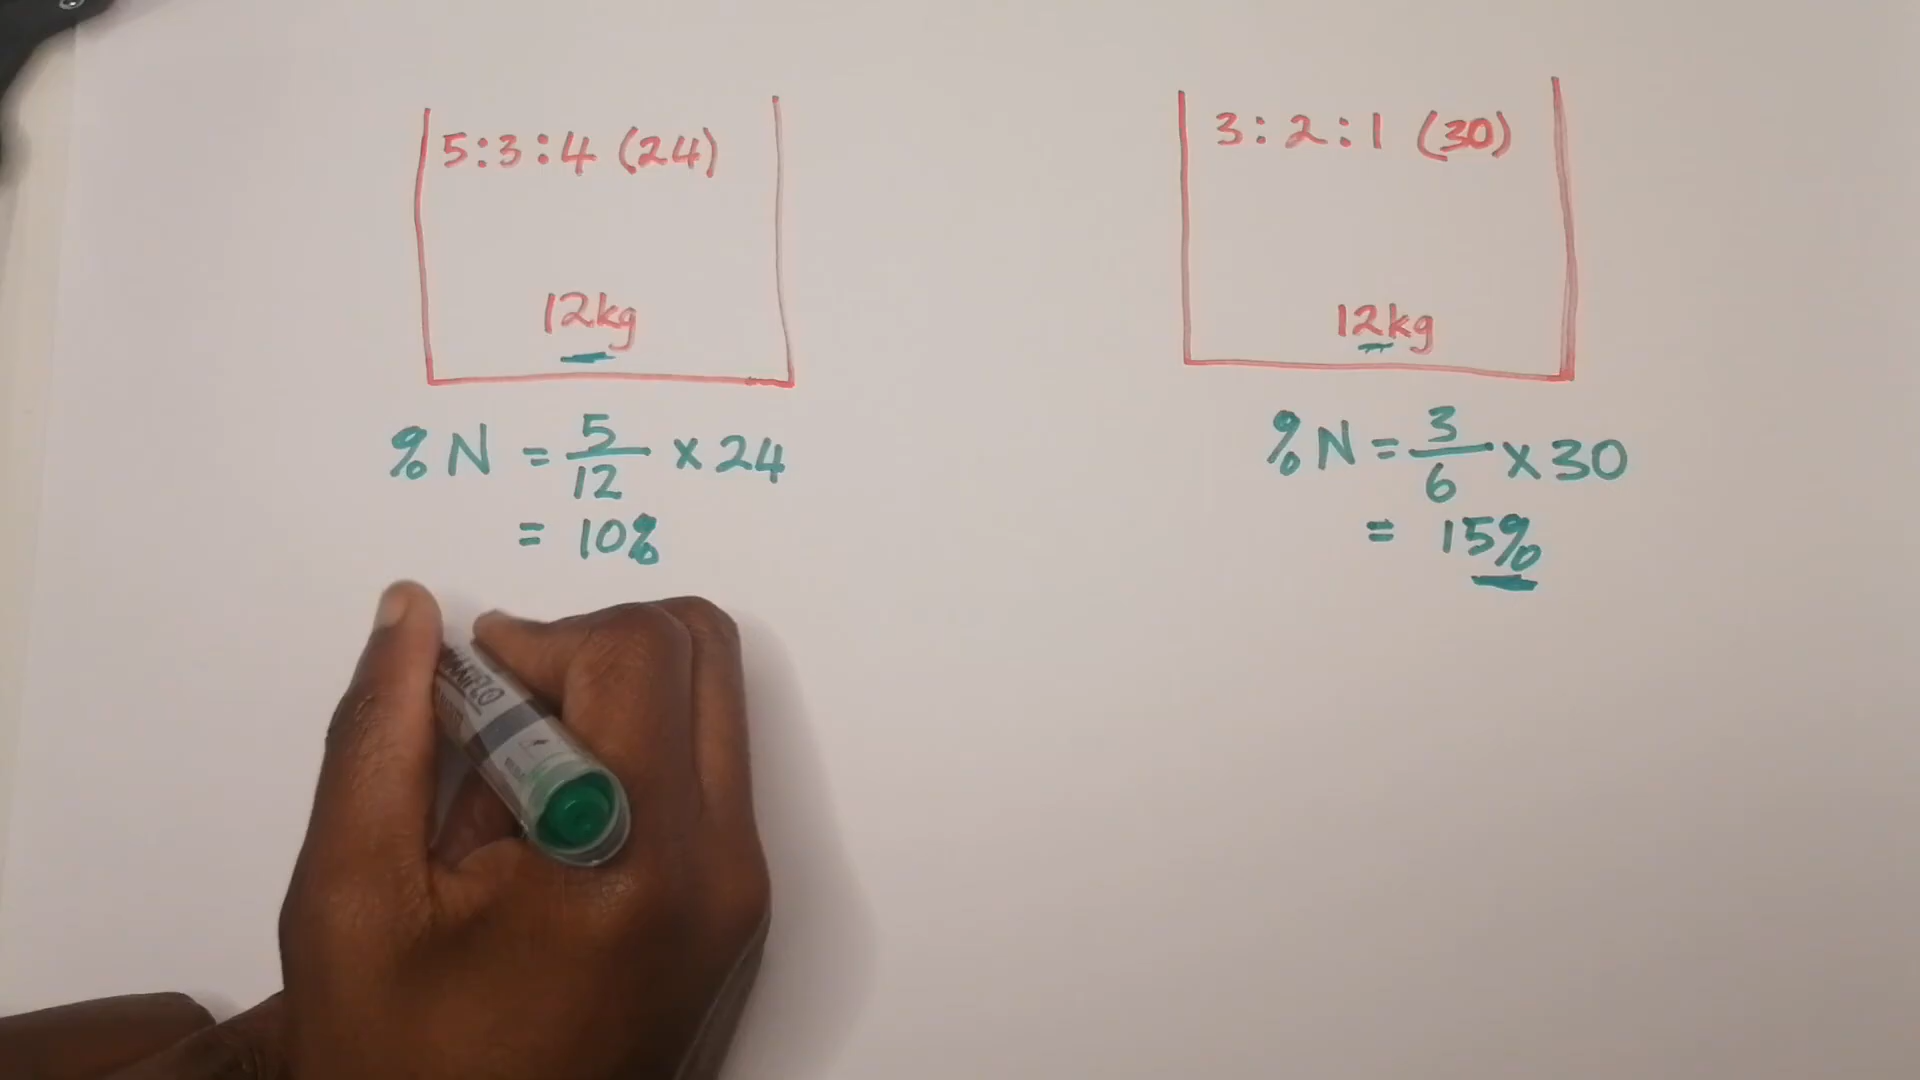 5:3:4 (24)
12kg
% N = 5/12 × 24
= 10%
3:2:1 (30)
12kg
% N = 3/6 × 30
= 15%